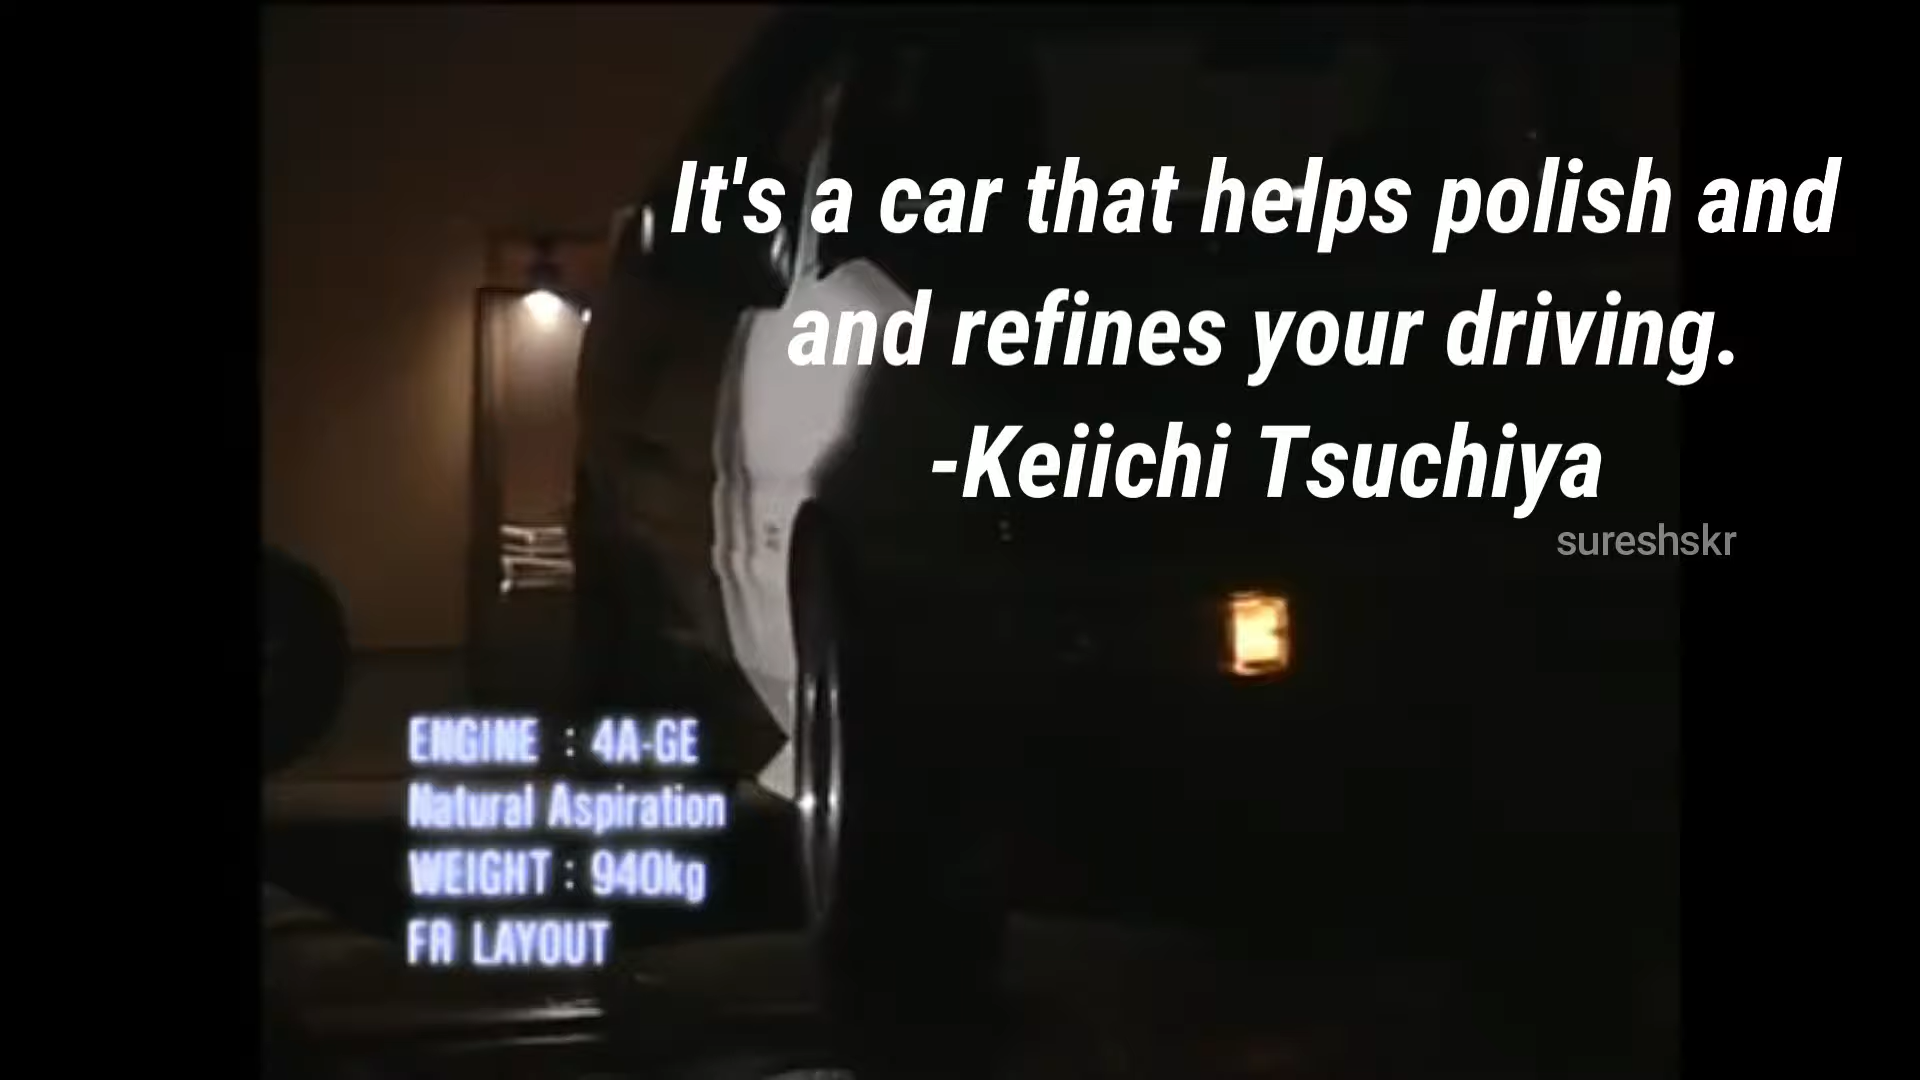 It's a car that helps polish and
and refines your driving.
-Keiichi Tsuchiya
sureshskr
ENGINE : 4A-GE
Natural Aspiration
WEIGHT : 940kg
FR LAYOUT